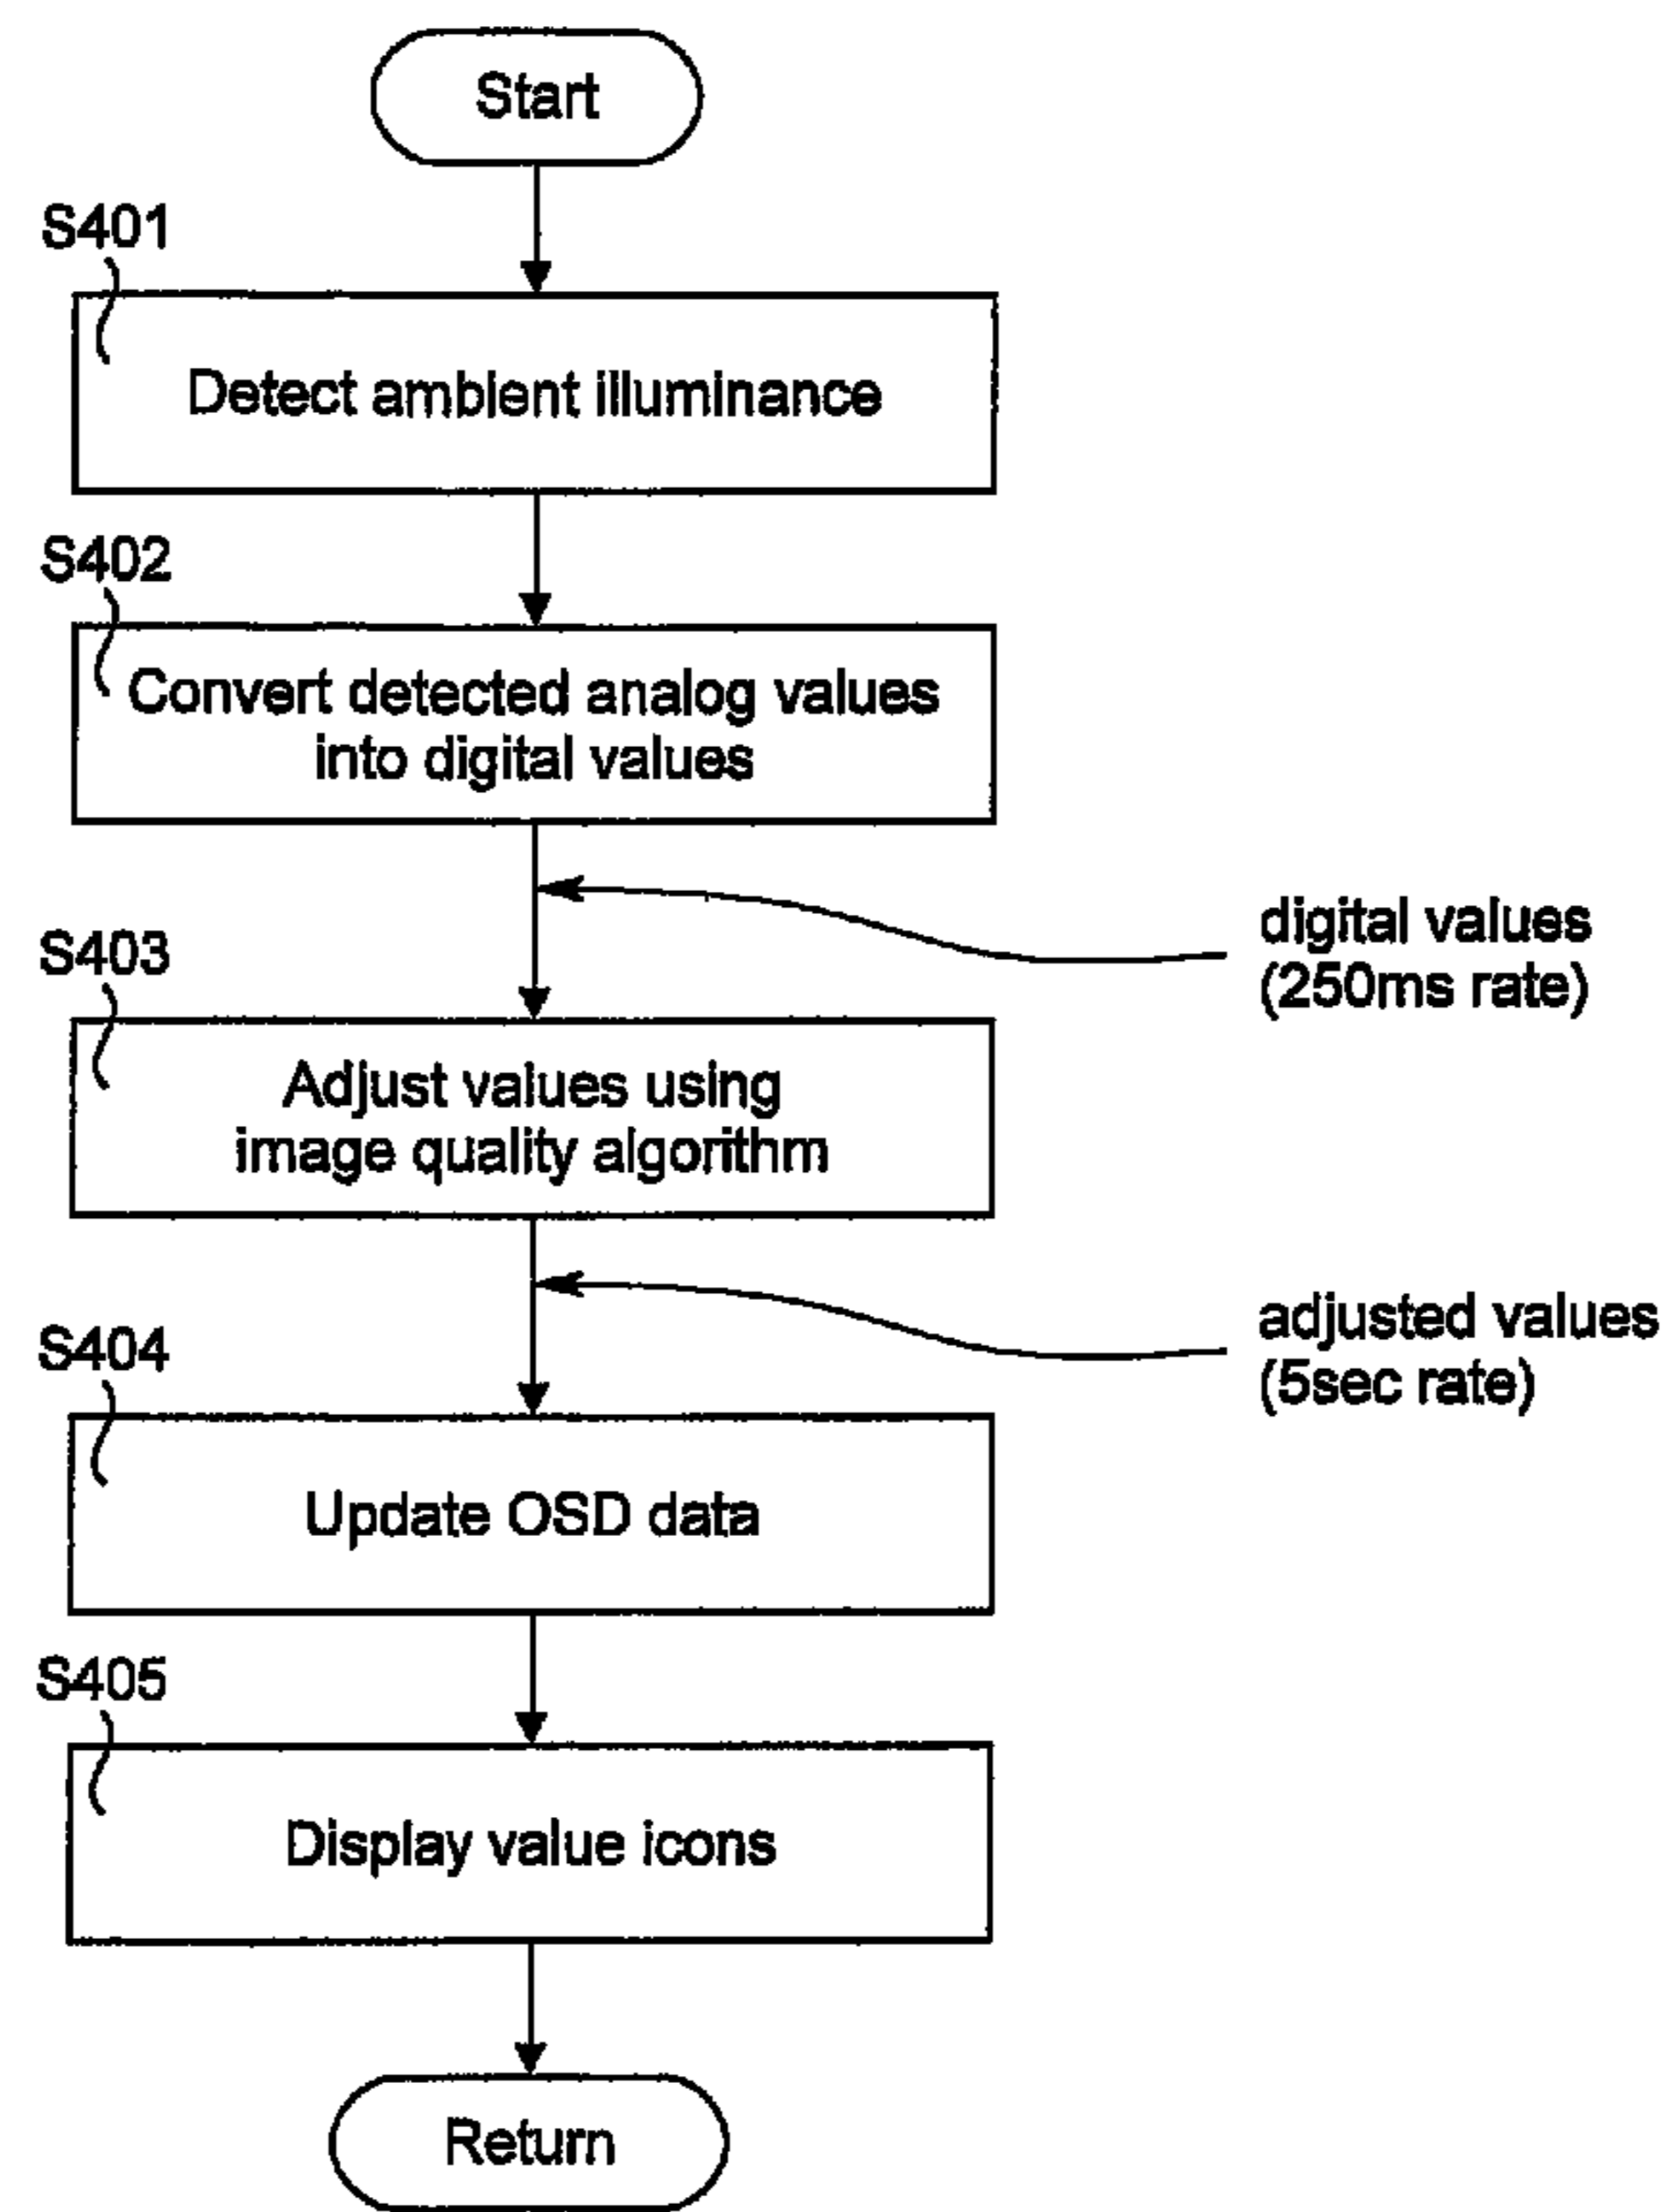 Start
S401
Detect ambient illuminance
S402
Convert detected analog values
into digital values
digital values
(250ms rate)
S403
Adjust values using
image quality algorithm
adjusted values
(5sec rate)
S404
Update OSD data
S405
Display value icons
Return